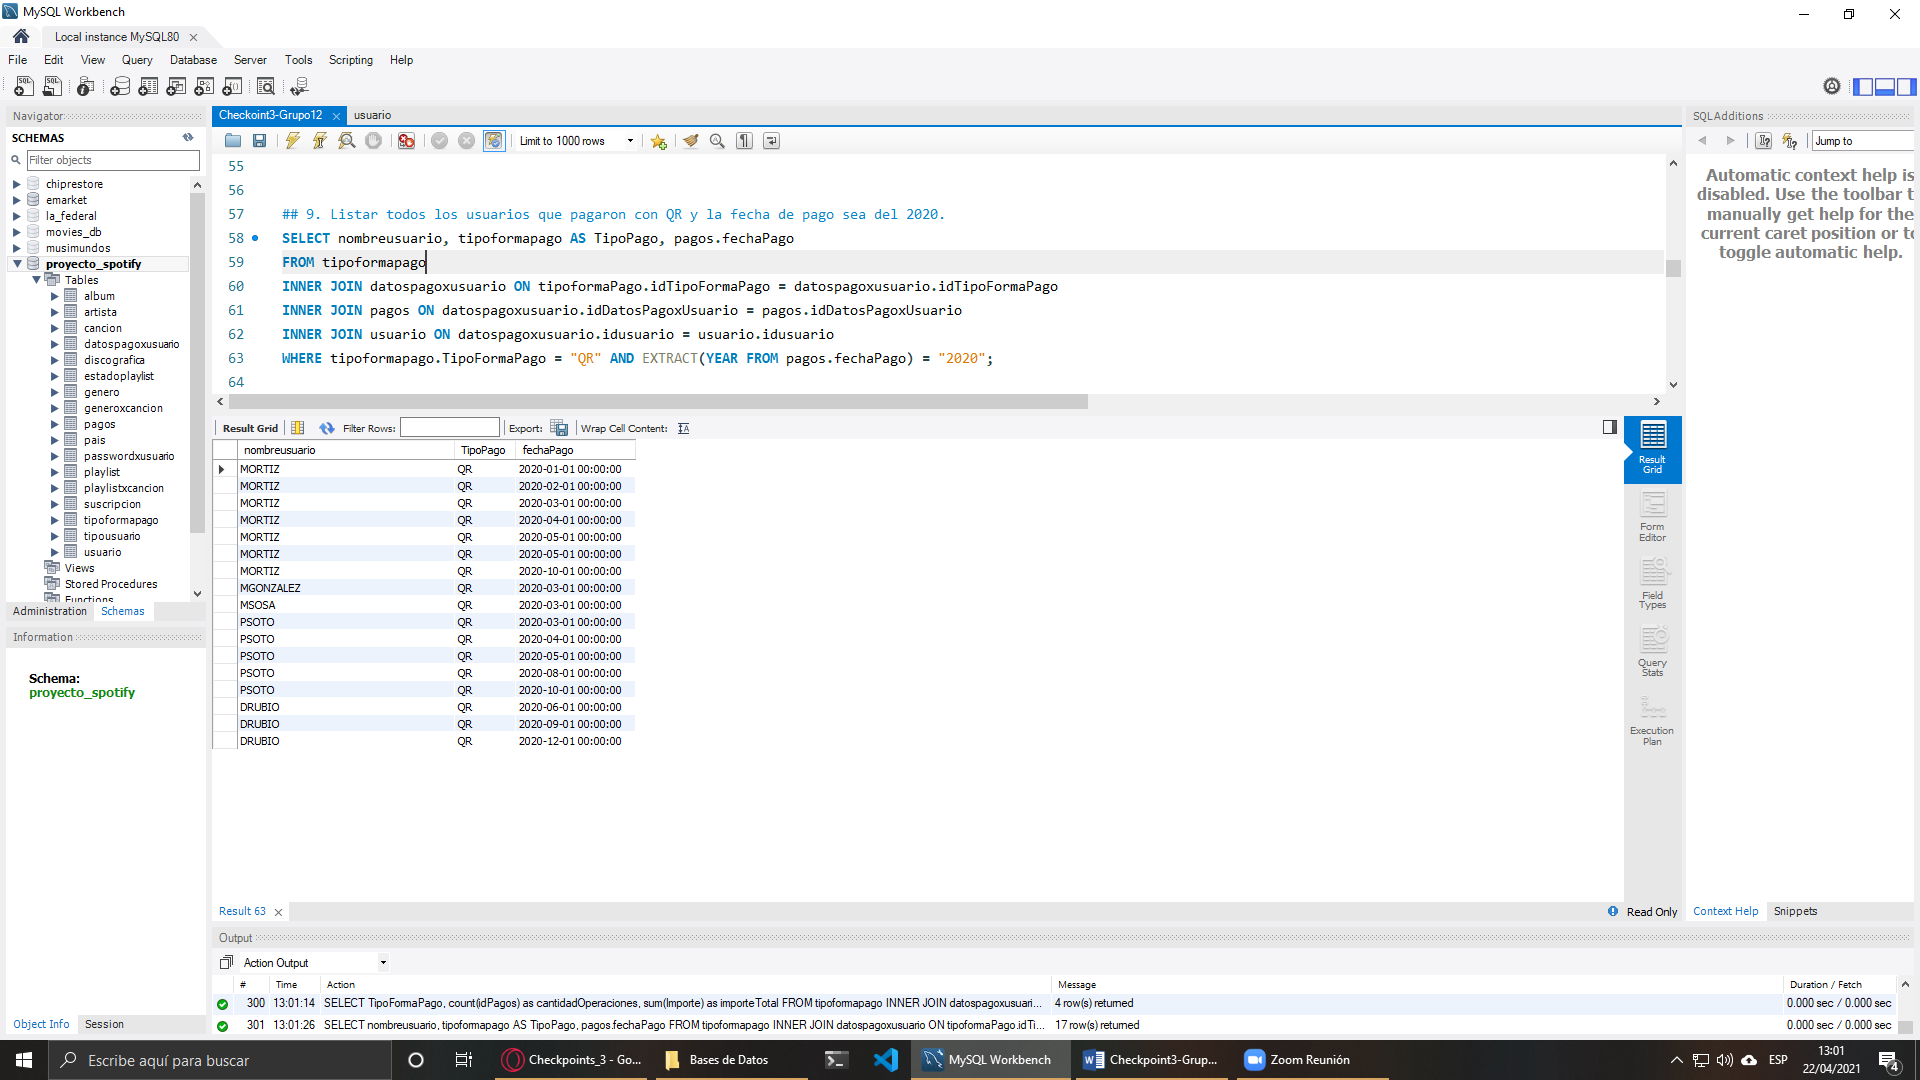 MySQL Workbench
Local instance MySQL80
File Edit View Query Database Server Tools Scripting Help
Navigator
SCHEMAS
Filter objects
chiprestore
emarket
la_federal
movies_db
musimundos
proyecto_spotify
Tables
album
artista
cancion
datospagoxusuario
discografica
estadoplaylist
genero
generoxcancion
pagos
pais
passwordxusuario
playlist
playlistxcancion
suscripcion
tipoformapago
tipousuario
usuario
Views
Stored Procedures
Functions
Administration Schemas
Information
Schema:
proyecto_spotify
Object Info Session
Checkoint3-Grupo12 usuario
Limit to 1000 rows
55
56
57 ## 9. Listar todos los usuarios que pagaron con QR y la fecha de pago sea del 2020.
58 SELECT nombreusuario, tipoformapago AS TipoPago, pagos.fechaPago
59 FROM tipoformapago
60 INNER JOIN datospagoxusuario ON tipoformaPago.idTipoFormaPago = datospagoxusuario.idTipoFormaPago
61 INNER JOIN pagos ON datospagoxusuario.idDatosPagoxUsuario = pagos.idDatosPagoxUsuario
62 INNER JOIN usuario ON datospagoxusuario.idusuario = usuario.idusuario
63 WHERE tipoformapago.TipoFormaPago = "QR" AND EXTRACT(YEAR FROM pagos.fechaPago) = "2020";
64
Result Grid Filter Rows: Export: Wrap Cell Content:
nombreusuario TipoPago fechaPago
MORTIZ QR 2020-01-01 00:00:00
MORTIZ QR 2020-02-01 00:00:00
MORTIZ QR 2020-03-01 00:00:00
MORTIZ QR 2020-04-01 00:00:00
MORTIZ QR 2020-05-01 00:00:00
MORTIZ QR 2020-05-01 00:00:00
MORTIZ QR 2020-10-01 00:00:00
MGONZALEZ QR 2020-03-01 00:00:00
MSOSA QR 2020-03-01 00:00:00
PSOTO QR 2020-03-01 00:00:00
PSOTO QR 2020-04-01 00:00:00
PSOTO QR 2020-05-01 00:00:00
PSOTO QR 2020-08-01 00:00:00
PSOTO QR 2020-10-01 00:00:00
DRUBIO QR 2020-06-01 00:00:00
DRUBIO QR 2020-09-01 00:00:00
DRUBIO QR 2020-12-01 00:00:00
Result Grid
Form Editor
Field Types
Query Stats
Execution Plan
Result 63
Read Only
SQLAdditions
Jump to
Automatic context help is
disabled. Use the toolbar t
manually get help for the
current caret position or to
toggle automatic help.
Context Help Snippets
Output
Action Output
# Time Action Message Duration / Fetch
300 13:01:14 SELECT TipoFormaPago, count(idPagos) as cantidadOperaciones, sum(Importe) as importeTotal FROM tipoformapago INNER JOIN datospagoxusuari... 4 row(s) returned 0.000 sec / 0.000 sec
301 13:01:26 SELECT nombreusuario, tipoformapago AS TipoPago, pagos.fechaPago FROM tipoformapago INNER JOIN datospagoxusuario ON tipoformaPago.idTi... 17 row(s) returned 0.000 sec / 0.000 sec
Escribe aquí para buscar
Checkpoints_3 - Go...
Bases de Datos
MySQL Workbench
Checkpoint3-Grup...
Zoom Reunión
ESP
13:01
22/04/2021
4